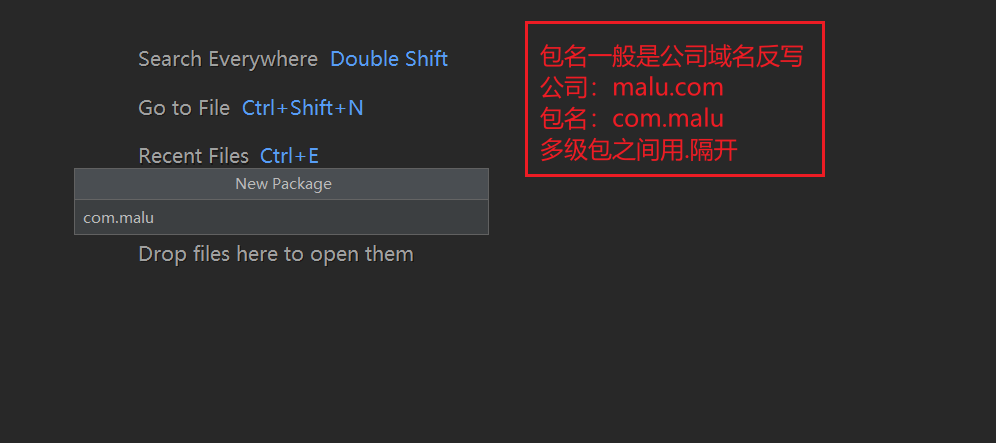 Search Everywhere Double Shift
Go to File Ctrl+Shift+N
Recent Files Ctrl+E
New Package
com.malu
Drop files here to open them
包名一般是公司域名反写
公司：malu.com
包名：com.malu
多级包之间用.隔开